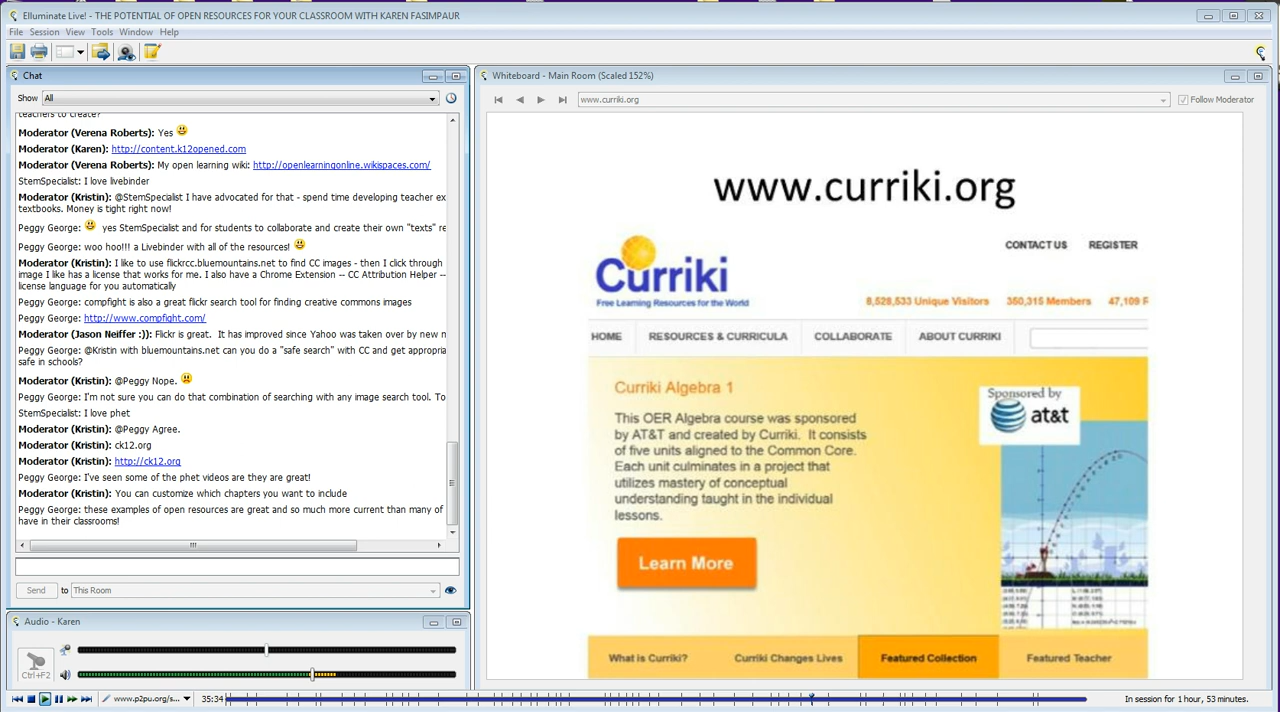 Elluminate Live! - THE POTENTIAL OF OPEN RESOURCES FOR YOUR CLASSROOM WITH KAREN FASIMPAUR
File Session View Tools Window Help
Chat
Show All
teachers to create?
Moderator (Verena Roberts): Yes
Moderator (Karen): http://content.k12opened.com
Moderator (Verena Roberts): My open learning wiki: http://openlearningonline.wikispaces.com/
StemSpecialist: I love livebinder
Moderator (Kristin): @StemSpecialist I have advocated for that - spend time developing teacher ex
textbooks. Money is tight right now!
Peggy George: yes StemSpecialist and for students to collaborate and create their own "texts" re
Peggy George: woo hoo!!! a Livebinder with all of the resources!
Moderator (Kristin): I like to use flickrcc.bluemountains.net to find CC images - then I click through
image I like has a license that works for me. I also have a Chrome Extension -- CC Attribution Helper --
license language for you automatically
Peggy George: compfight is also a great flickr search tool for finding creative commons images
Peggy George: http://www.compfight.com/
Moderator (Jason Neiffer :)): Flickr is great. It has improved since Yahoo was taken over by new m
Peggy George: @Kristin with bluemountains.net can you do a "safe search" with CC and get appropria
safe in schools?
Moderator (Kristin): @Peggy Nope.
Peggy George: I'm not sure you can do that combination of searching with any image search tool. To
StemSpecialist: I love phet
Moderator (Kristin): @Peggy Agree.
Moderator (Kristin): ck12.org
Moderator (Kristin): http://ck12.org
Peggy George: I've seen some of the phet videos are they are great!
Moderator (Kristin): You can customize which chapters you want to include
Peggy George: these examples of open resources are great and so much more current than many of
have in their classrooms!
Send to This Room
Audio - Karen
Ctrl+F2
www.p2pu.org/s... 35:34
In session for 1 hour, 53 minutes.
Whiteboard - Main Room (Scaled 152%)
www.curriki.org
Follow Moderator
www.curriki.org
CONTACT US REGISTER
Curriki
Free Learning Resources for the World
8,528,533 Unique Visitors 350,315 Members 47,109 F
HOME RESOURCES & CURRICULA COLLABORATE ABOUT CURRIKI
Curriki Algebra 1
This OER Algebra course was sponsored
by AT&T and created by Curriki. It consists
of five units aligned to the Common Core.
Each unit culminates in a project that
utilizes mastery of conceptual
understanding taught in the individual
lessons.
Learn More
Sponsored by
at&t
What is Curriki? Curriki Changes Lives Featured Collection Featured Teacher